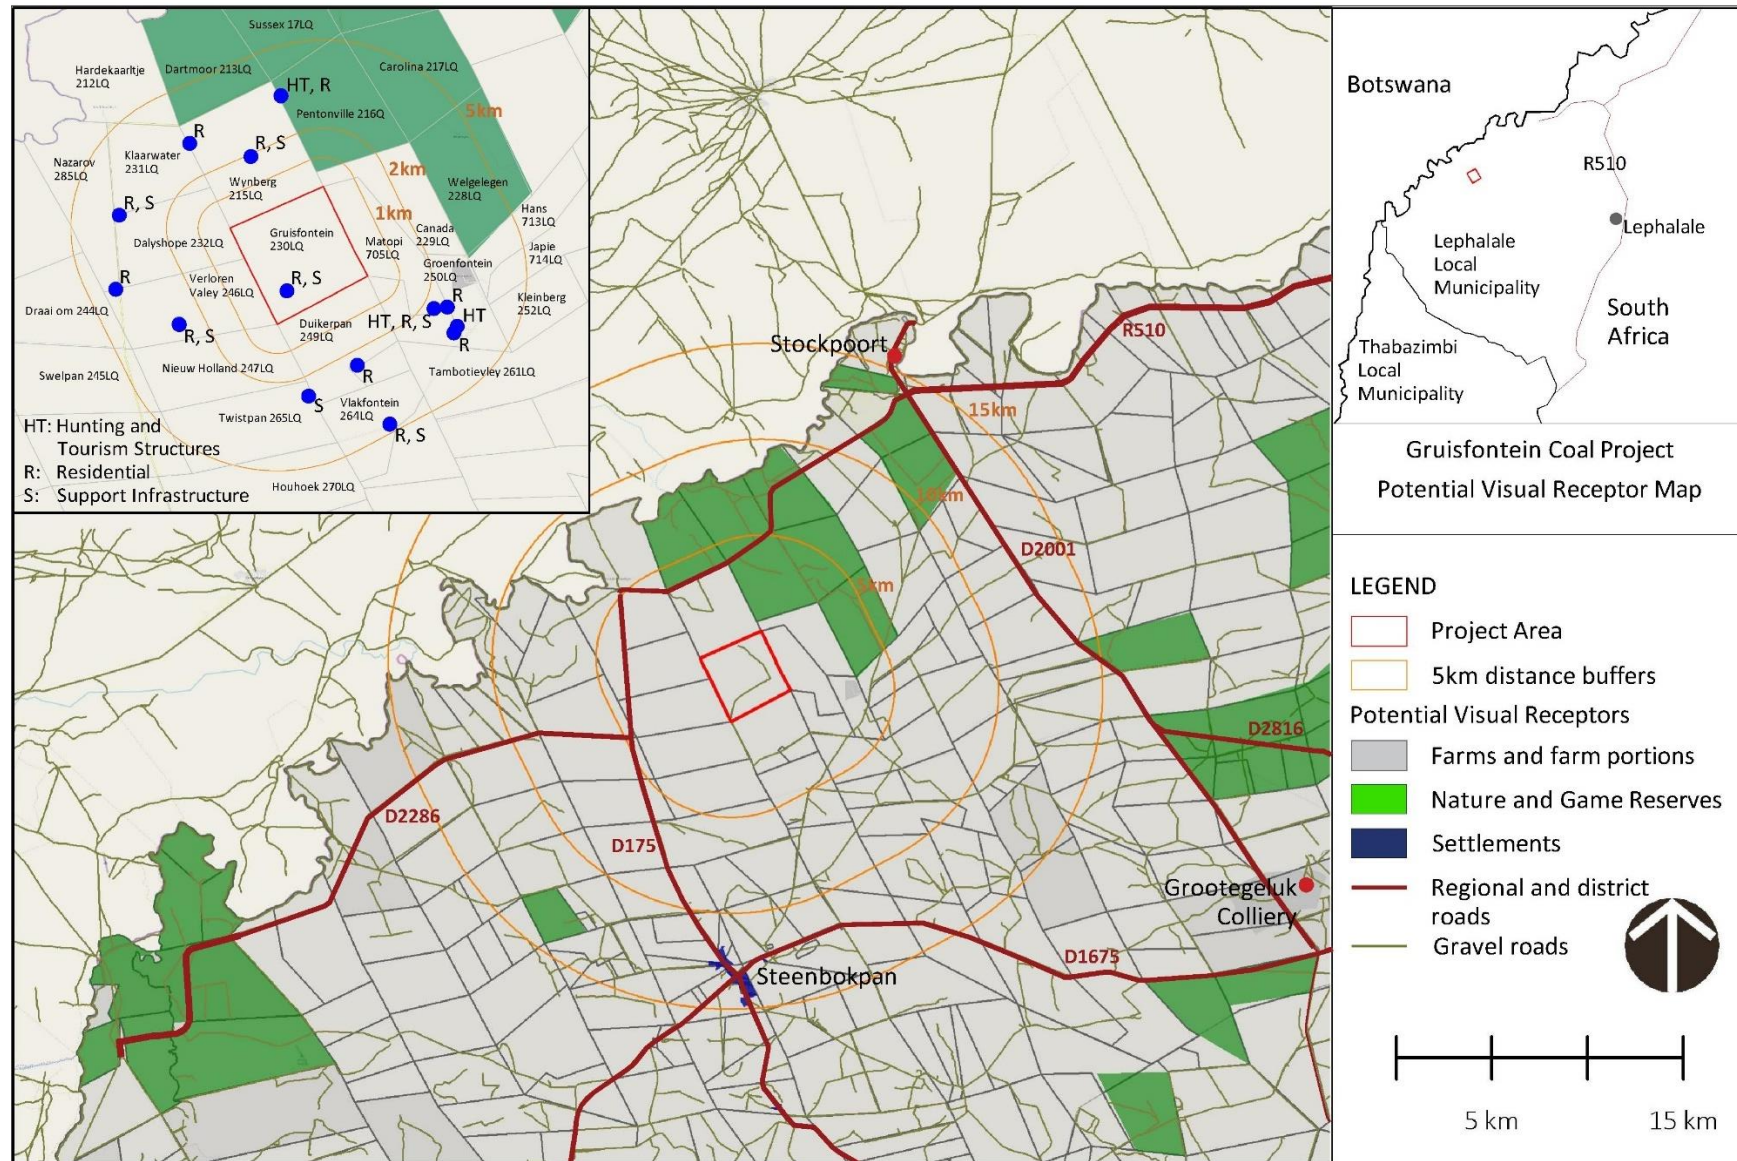 Sussex 17LQ
Hardekaarltje
212LQ
Dartmoor 213LQ
Carolina 217LQ
HT, R
Pentonville 216Q
5km
R
R, S
Nazarov
285LQ
Klaarwater
231LQ
2km
Wynberg
215LQ
Welgelegen
228LQ
R, S
1km
Hans
713LQ
Dalyshope 232LQ
Gruisfontein
230LQ
Matopi
705LQ
Canada
229LQ
Groenfontein
250LQ
Japie
714LQ
R
Verloren
Valey 246LQ
R, S
R
Kleinberg
252LQ
Draai om 244LQ
HT, R, S
HT
R
R, S
Duikerpan
249LQ
Nieuw Holland 247LQ
R
Tambotievley 261LQ
Swelpan 245LQ
S
Vlakfontein
264LQ
Twistpan 265LQ
R, S
Houhoek 270LQ
HT: Hunting and
Tourism Structures
R: Residential
S: Support Infrastructure
Stockpoort
R510
15km
10km
D2001
5km
D2816
D2286
D175
Grootegeluk
Colliery
D1675
Steenbokpan
Botswana
R510
Lephalale
Lephalale
Local
Municipality
South
Africa
Thabazimbi
Local
Municipality
Gruisfontein Coal Project
Potential Visual Receptor Map
LEGEND
Project Area
5km distance buffers
Potential Visual Receptors
Farms and farm portions
Nature and Game Reserves
Settlements
Regional and district
roads
Gravel roads
5 km
15 km